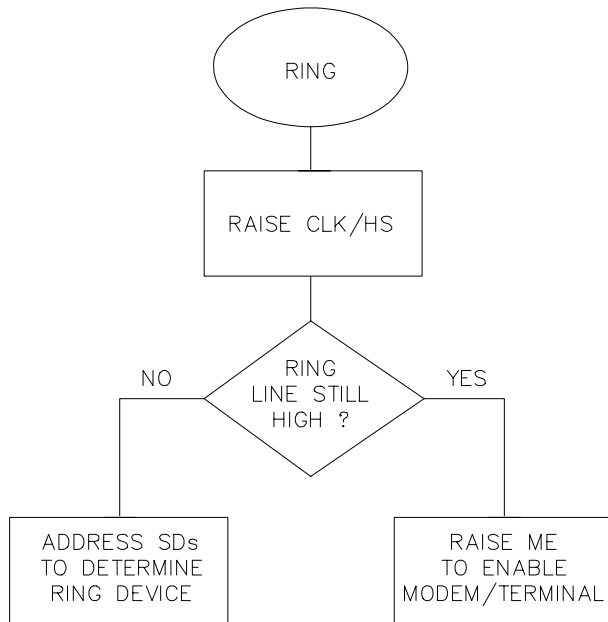 RING
RAISE CLK/HS
RING
LINE STILL
HIGH ?
NO
YES
ADDRESS SDs
TO DETERMINE
RING DEVICE
RAISE ME
TO ENABLE
MODEM/TERMINAL